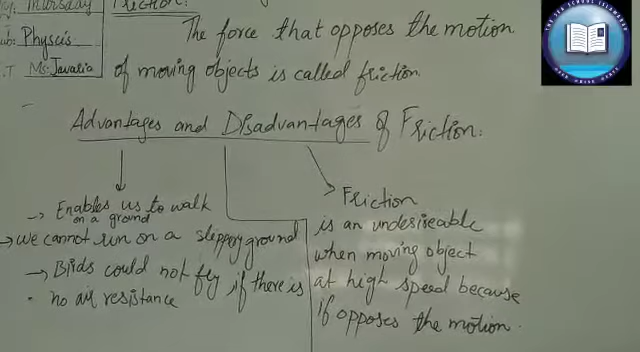 Thursday
Friction:
Sub: Physcis
T Ms: Javaria
The force that opposes the motion
of moving objects is called friction
Advantages and Disadvantages of Friction:
→ Enables us to walk
on a ground
→ we cannot run on a slippery ground
→ Birds could not fly if there is
no air resistance
Friction
is an undesireable
when moving object
at high speed because
if opposes the motion.